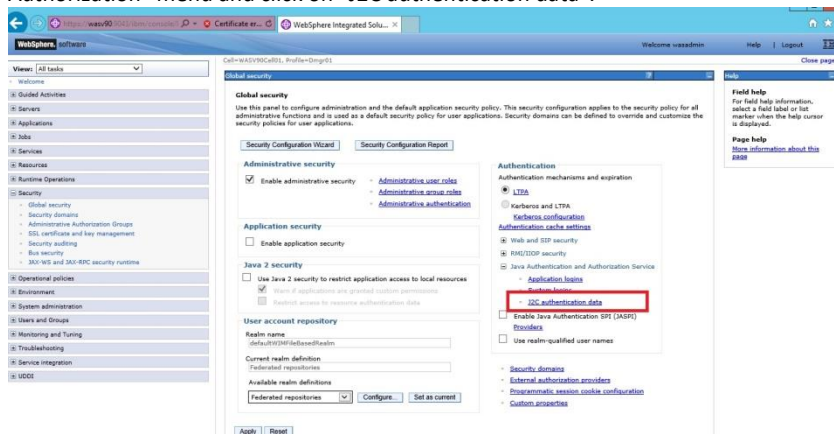 Authorization" menu and click on "J2C authentication data".
https://wasv90:9043/ibm/console/l
Certificate er...
WebSphere Integrated Solu...
WebSphere. software
Welcome wasadmin
Help | Logout
Cell=WASV90Cell01, Profile=Dmgr01
Close page
View: All tasks
Welcome
Guided Activities
Servers
Applications
Jobs
Services
Resources
Runtime Operations
Security
Global security
Security domains
Administrative Authorization Groups
SSL certificate and key management
Security auditing
Bus security
JAX-WS and JAX-RPC security runtime
Operational policies
Environment
System administration
Users and Groups
Monitoring and Tuning
Troubleshooting
Service integration
UDDI
Global security
Global security
Use this panel to configure administration and the default application security policy. This security configuration applies to the security policy for all
administrative functions and is used as a default security policy for user applications. Security domains can be defined to override and customize the
security policies for user applications.
Security Configuration Wizard
Security Configuration Report
Administrative security
Enable administrative security
Administrative user roles
Administrative group roles
Administrative authentication
Application security
Enable application security
Java 2 security
Use Java 2 security to restrict application access to local resources
Warn if applications are granted custom permissions
Restrict access to resource authentication data
User account repository
Realm name
defaultWIMFileBasedRealm
Current realm definition
Federated repositories
Available realm definitions
Federated repositories
Configure...
Set as current
Apply
Reset
Authentication
Authentication mechanisms and expiration
LTPA
Kerberos and LTPA
Kerberos configuration
Authentication cache settings
Web and SIP security
RMI/IIOP security
Java Authentication and Authorization Service
Application logins
System logins
J2C authentication data
Enable Java Authentication SPI (JASPI)
Providers
Use realm-qualified user names
Security domains
External authorization providers
Programmatic session cookie configuration
Custom properties
Help
Field help
For field help information,
select a field label or list
marker when the help cursor
is displayed.
Page help
More information about this
page